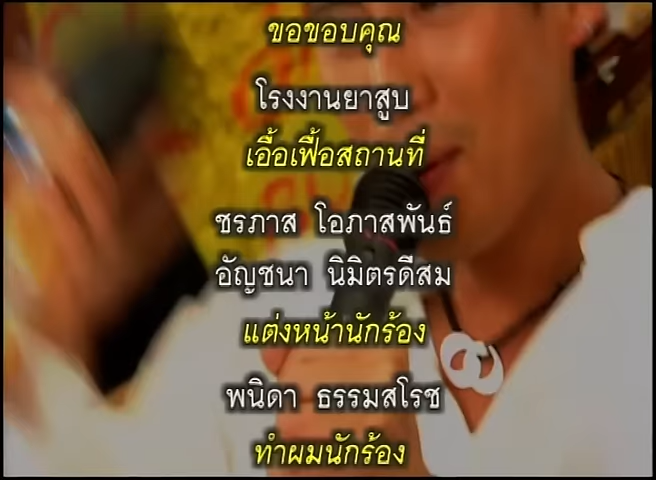 ขอขอบคุณ
โรงงานยาสูบ
เอื้อเฟื้อสถานที่
ชรภาส โอภาสพันธ์
อัญชนา นิมิตรดีสม
แต่งหน้านักร้อง
พนิดา ธรรมสโรช
ทำผมนักร้อง